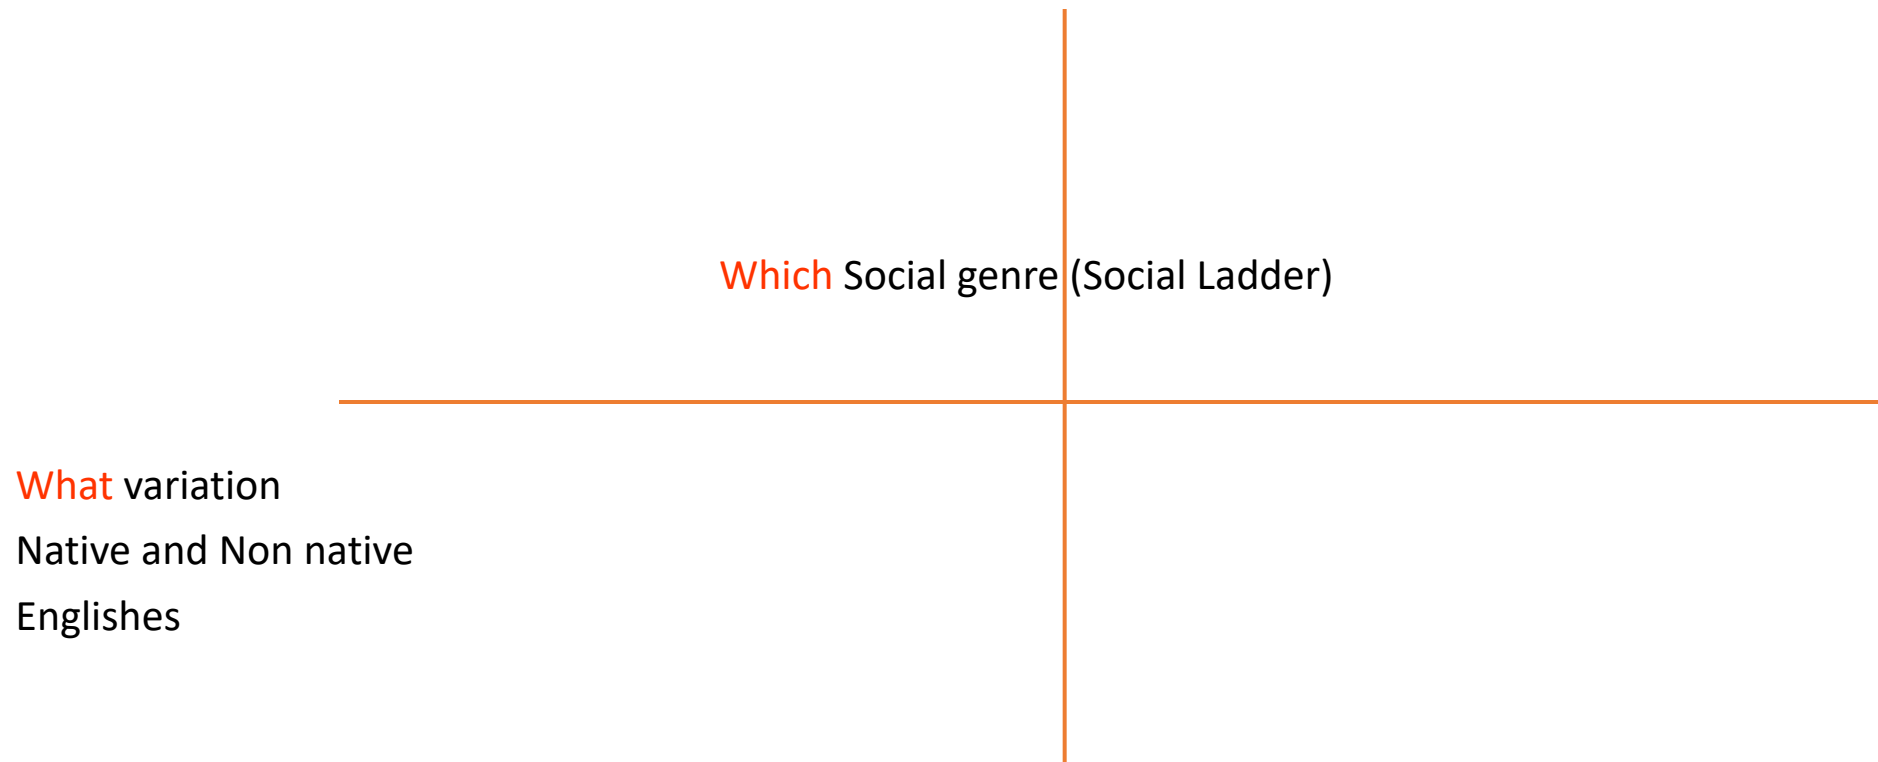 Which Social genre (Social Ladder)
What variation
Native and Non native
Englishes